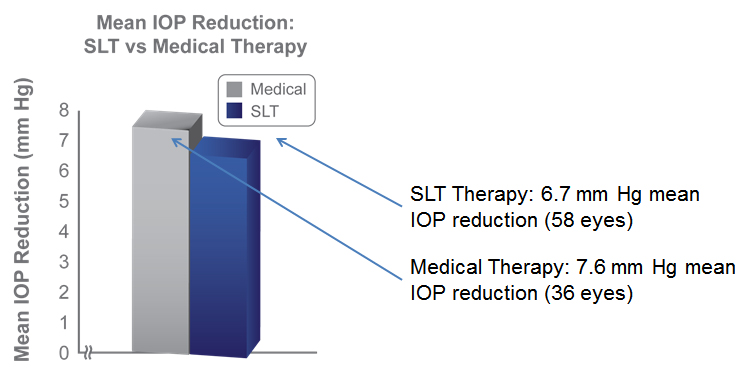 Mean IOP Reduction:
SLT vs Medical Therapy
Medical
SLT
Mean IOP Reduction (mm Hg)
8
7
6
5
4
3
2
1
0
SLT Therapy: 6.7 mm Hg mean
IOP reduction (58 eyes)
Medical Therapy: 7.6 mm Hg mean
IOP reduction (36 eyes)